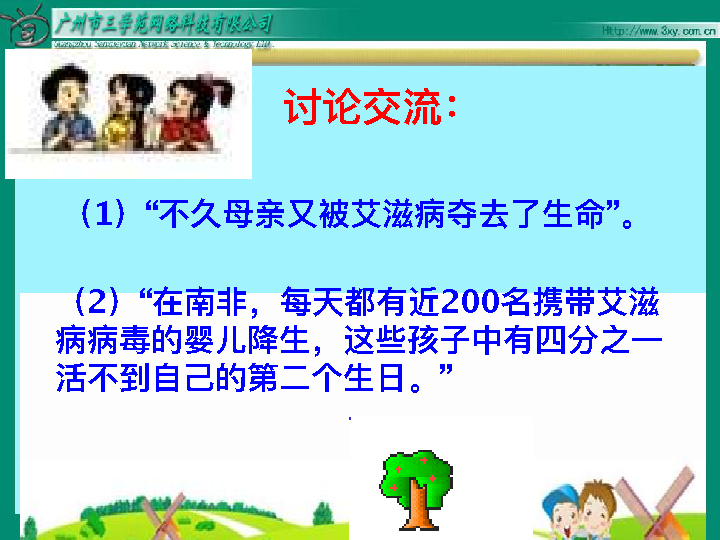 广州市三学苑网络科技有限公司
Guangzhou Sanxueyuan Network Science & Technology Ltd.
Http://www.3xy.com.cn
讨论交流：
（1）“不久母亲又被艾滋病夺去了生命”。
（2）“在南非，每天都有近200名携带艾滋
病病毒的婴儿降生，这些孩子中有四分之一
活不到自己的第二个生日。”